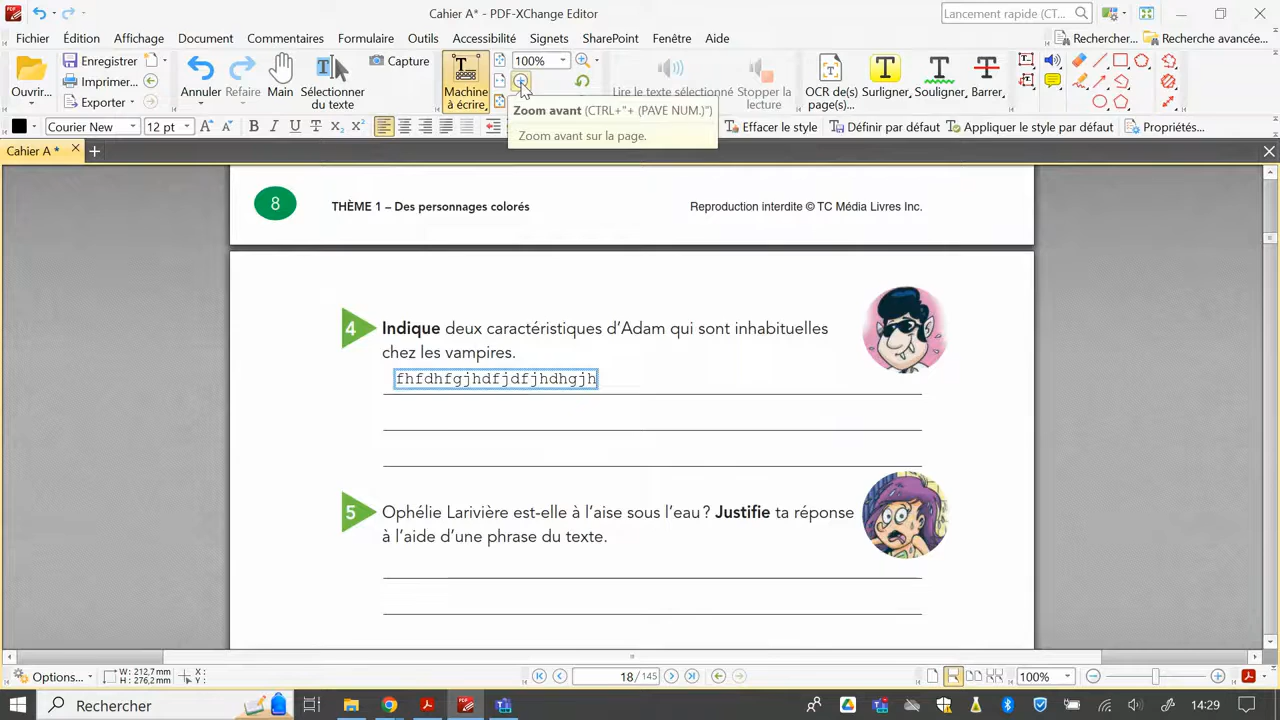 Cahier A* - PDF-XChange Editor
Lancement rapide (CT...
Fichier Édition Affichage Document Commentaires Formulaire Outils Accessibilité Signets SharePoint Fenêtre Aide
Rechercher... Recherche avancée...
Ouvrir...
Enregistrer
Imprimer...
Exporter
Annuler
Refaire
Main
Sélectionner du texte
Capture
Machine à écrire
100%
Lire le texte sélectionné
Stopper la lecture
OCR de(s) page(s)...
Surligner
Souligner
Barrer
Zoom avant (CTRL+"+ (PAVE NUM.)")
Zoom avant sur la page.
Courier New 12 pt
Effacer le style Définir par défaut Appliquer le style par défaut Propriétés...
Cahier A *
8 THÈME 1 – Des personnages colorés Reproduction interdite © TC Média Livres Inc.
4 Indique deux caractéristiques d'Adam qui sont inhabituelles
chez les vampires.
fhfdhfgjhdfjdfjhdhgjh
5 Ophélie Larivière est-elle à l'aise sous l'eau ? Justifie ta réponse
à l'aide d'une phrase du texte.
Options...
W: 212,7 mm
H: 276,2 mm
X:
Y:
18 / 145
100%
Rechercher
14:29